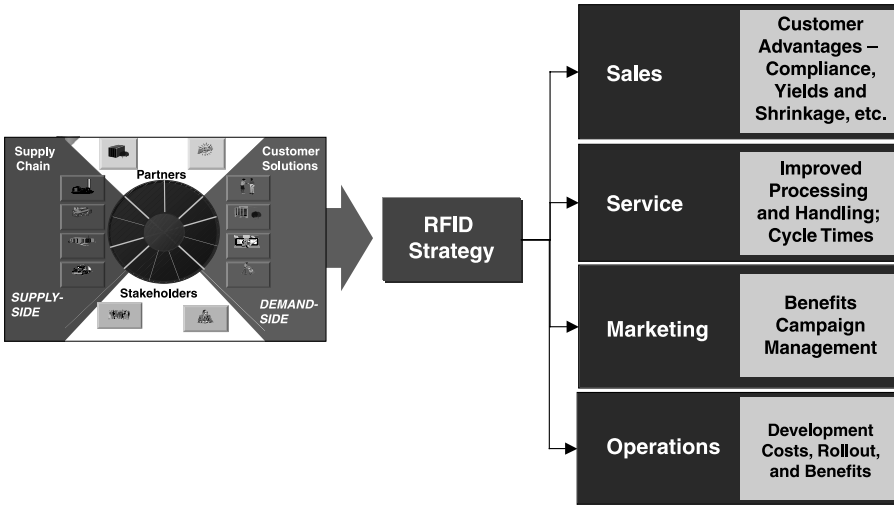 Supply
Chain
Customer
Solutions
Partners
Stakeholders
SUPPLY-
SIDE
DEMAND-
SIDE
RFID
Strategy
Sales
Customer
Advantages –
Compliance,
Yields and
Shrinkage, etc.
Service
Improved
Processing
and Handling;
Cycle Times
Marketing
Benefits
Campaign
Management
Operations
Development
Costs, Rollout,
and Benefits